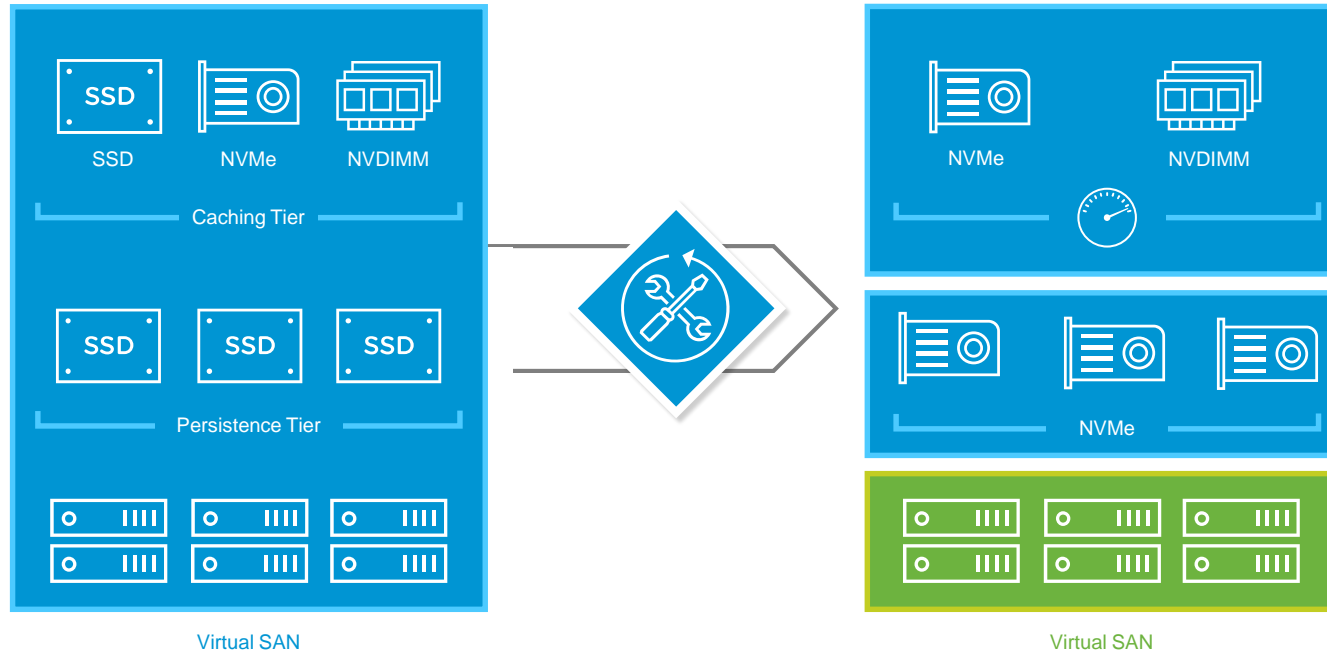 SSD
SSD NVMe NVDIMM
Caching Tier
SSD SSD SSD
Persistence Tier
Virtual SAN
NVMe NVDIMM
NVMe
Virtual SAN